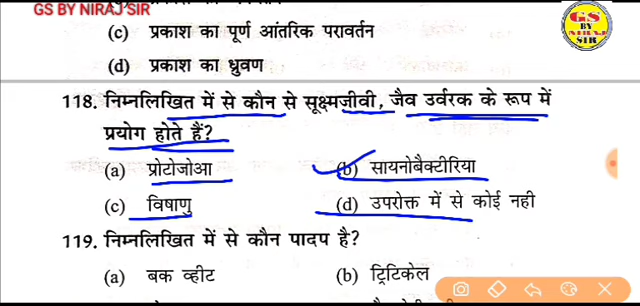 GS BY NIRAJ SIR
GS
BY
NIRAJ
SIR
(c) प्रकाश का पूर्ण आंतरिक परावर्तन
(d) प्रकाश का ध्रुवण
118. निम्नलिखित में से कौन से सूक्ष्मजीवी, जैव उर्वरक के रूप में
प्रयोग होते हैं?
(a) प्रोटोजोआ (b) सायनोबैक्टीरिया
(c) विषाणु (d) उपरोक्त में से कोई नही
119. निम्नलिखित में से कौन पादप है?
(a) बक व्हीट (b) ट्रिटिकेल